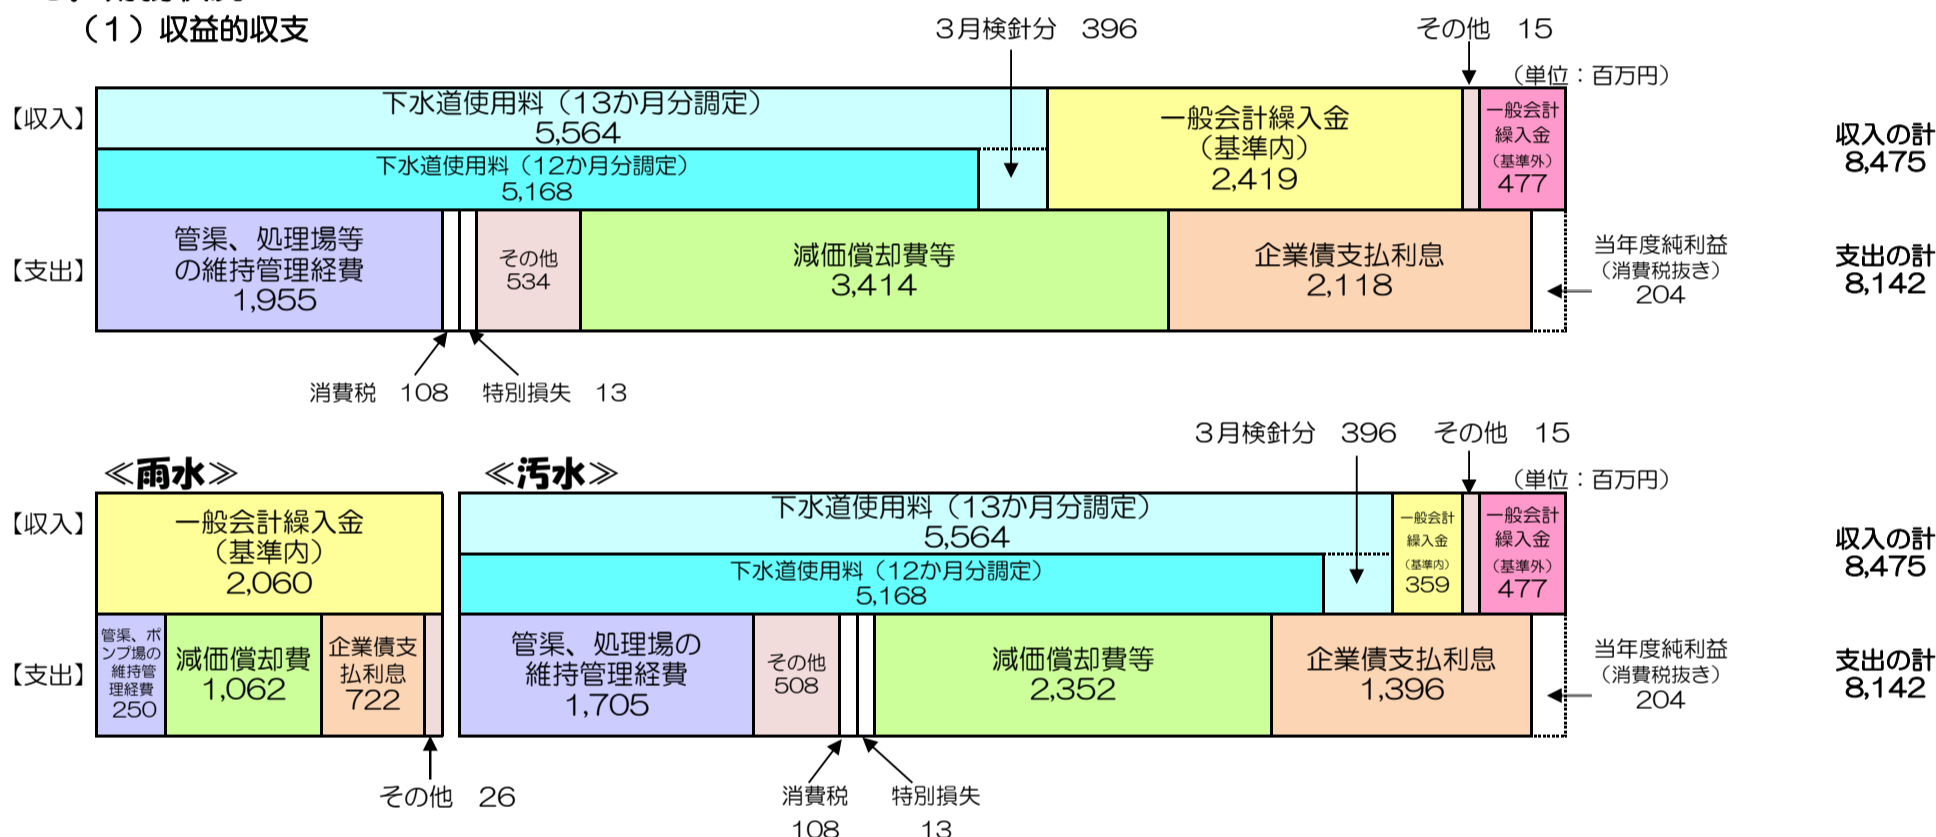 （１）収益的収支
３月検針分　396
その他　15
（単位：百万円）
【収入】
下水道使用料（13か月分調定）
5,564
下水道使用料（12か月分調定）
5,168
一般会計繰入金
（基準内）
2,419
一般会計
繰入金
（基準外）
477
収入の計
8,475
【支出】
管渠、処理場等
の維持管理経費
1,955
その他
534
減価償却費等
3,414
企業債支払利息
2,118
当年度純利益
（消費税抜き）
204
支出の計
8,142
消費税　108
特別損失　13
３月検針分　396
その他　15
≪雨水≫
≪汚水≫
（単位：百万円）
【収入】
一般会計繰入金
（基準内）
2,060
下水道使用料（13か月分調定）
5,564
下水道使用料（12か月分調定）
5,168
一般会計
繰入金
（基準内）
359
一般会計
繰入金
（基準外）
477
収入の計
8,475
【支出】
管渠、ポ
ンプ場の
維持管
理経費
250
減価償却費
1,062
企業債支
払利息
722
管渠、処理場の
維持管理経費
1,705
その他
508
減価償却費等
2,352
企業債支払利息
1,396
当年度純利益
（消費税抜き）
204
支出の計
8,142
その他　26
消費税
108
特別損失
13